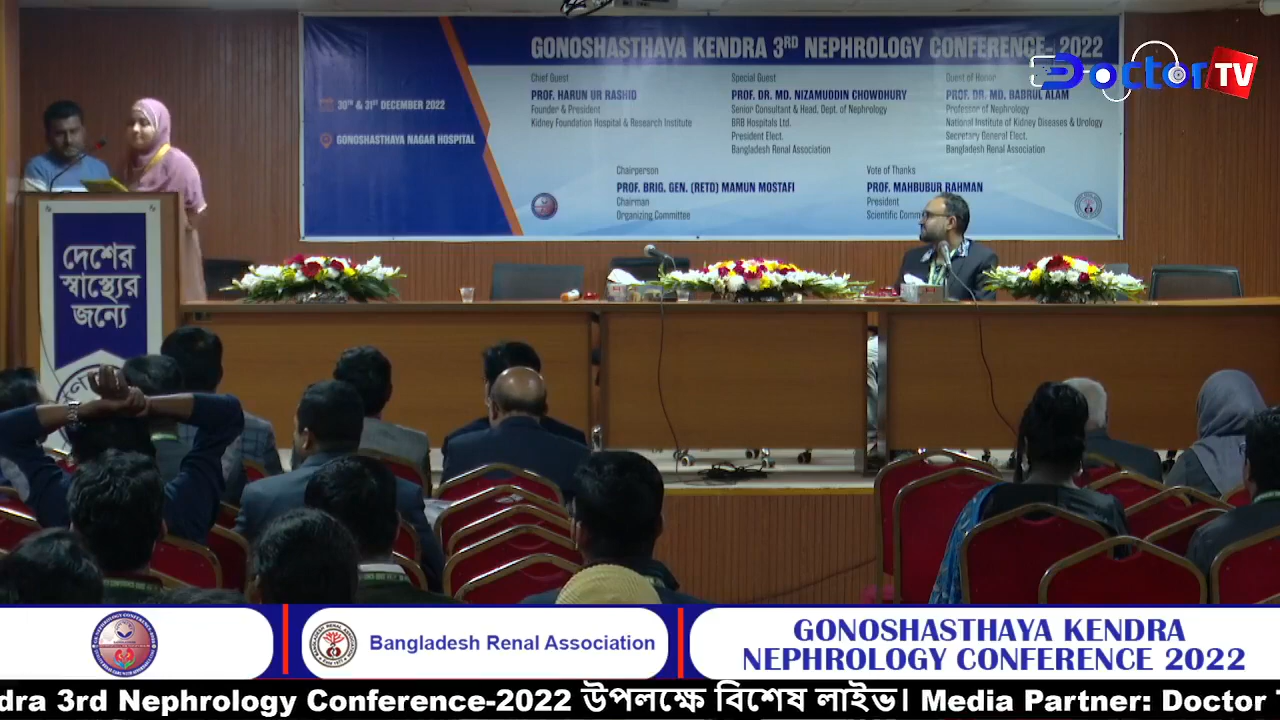 GONOSHASTHAYA KENDRA 3RD NEPHROLOGY CONFERENCE- 2022
Doctor TV
30TH & 31ST DECEMBER 2022
GONOSHASTHAYA NAGAR HOSPITAL
Chief Guest
PROF. HARUN UR RASHID
Founder & President
Kidney Foundation Hospital & Research Institute
Special Guest
PROF. DR. MD. NIZAMUDDIN CHOWDHURY
Senior Consultant & Head, Dept. of Nephrology
BRB Hospitals Ltd.
President Elect.
Bangladesh Renal Association
Guest of Honor
PROF. DR. MD. BABRUL ALAM
Professor of Nephrology
National Institute of Kidney Diseases & Urology
Secretary General Elect.
Bangladesh Renal Association
Chairperson
PROF. BRIG. GEN. (RETD) MAMUN MOSTAFI
Chairman
Organizing Committee
Vote of Thanks
PROF. MAHBUBUR RAHMAN
President
Scientific Comm
দেশের
স্বাস্থ্যের
জন্যে
Bangladesh Renal Association
GONOSHASTHAYA KENDRA
NEPHROLOGY CONFERENCE 2022
dra 3rd Nephrology Conference-2022 উপলক্ষে বিশেষ লাইভ। Media Partner: Doctor